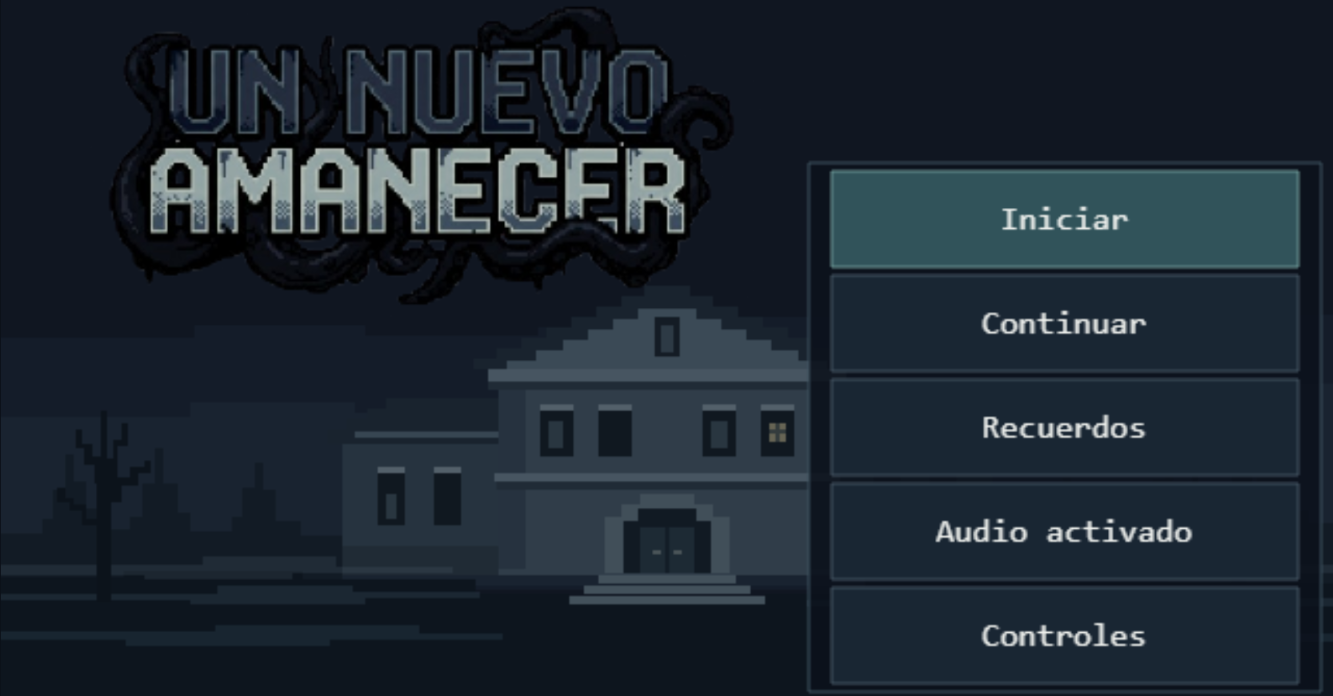 UN NUEVO
AMANECER
Iniciar
Continuar
Recuerdos
Audio activado
Controles